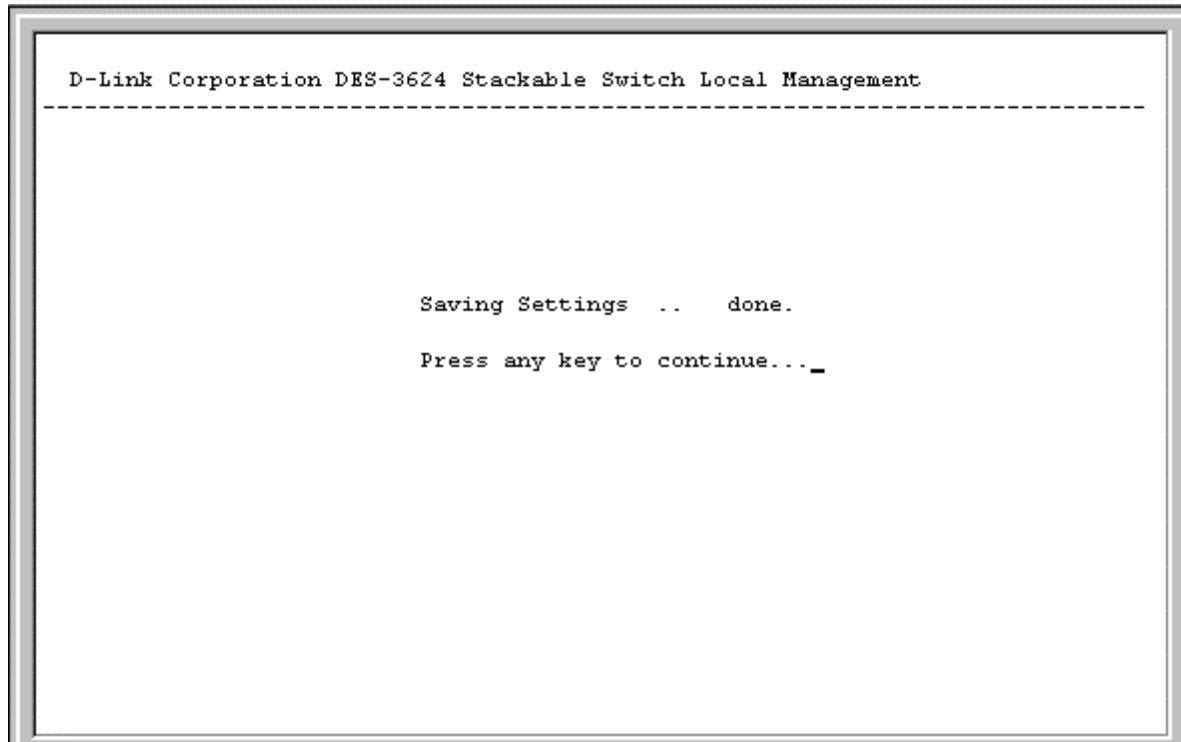 D-Link Corporation DES-3624 Stackable Switch Local Management
-------------------------------------------------------------------------------
Saving Settings .. done.
Press any key to continue..._